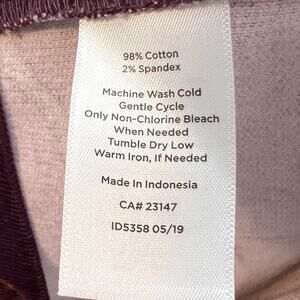 98% Cotton
2% Spandex
Machine Wash Cold
Gentle Cycle
Only Non-Chlorine Bleach
When Needed
Tumble Dry Low
Warm Iron, If Needed
Made In Indonesia
CA# 23147
ID5358 05/19